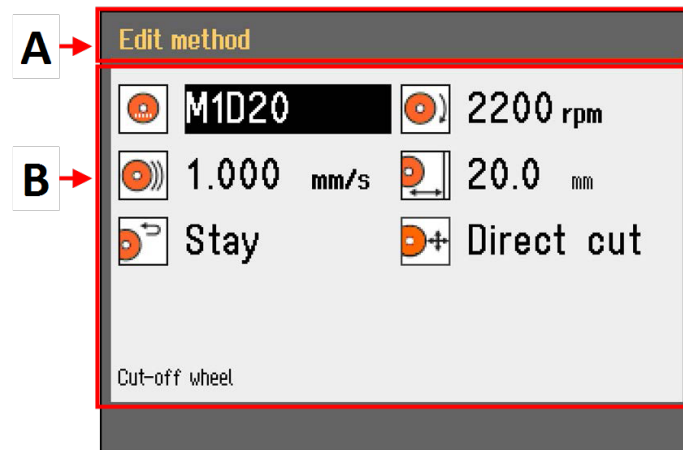 A
Edit method
B
M1D20
2200 rpm
1.000 mm/s
20.0 mm
Stay
Direct cut
Cut-off wheel